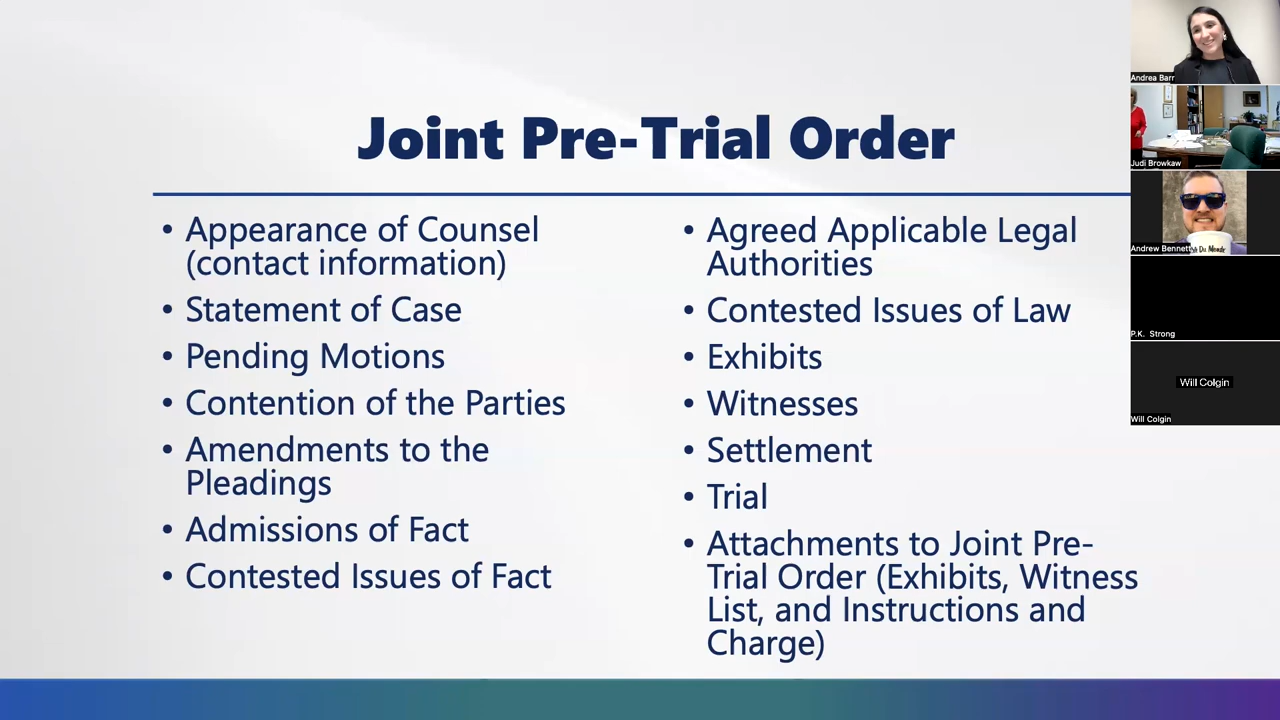 Joint Pre-Trial Order
• Appearance of Counsel
(contact information)
• Statement of Case
• Pending Motions
• Contention of the Parties
• Amendments to the
Pleadings
• Admissions of Fact
• Contested Issues of Fact
• Agreed Applicable Legal
Authorities
• Contested Issues of Law
• Exhibits
• Witnesses
• Settlement
• Trial
• Attachments to Joint Pre-
Trial Order (Exhibits, Witness
List, and Instructions and
Charge)
Andrea Barr
Judi Browkaw
Du Monde
Andrew Bennett
P.K. Strong
Will Colgin
Will Colgin